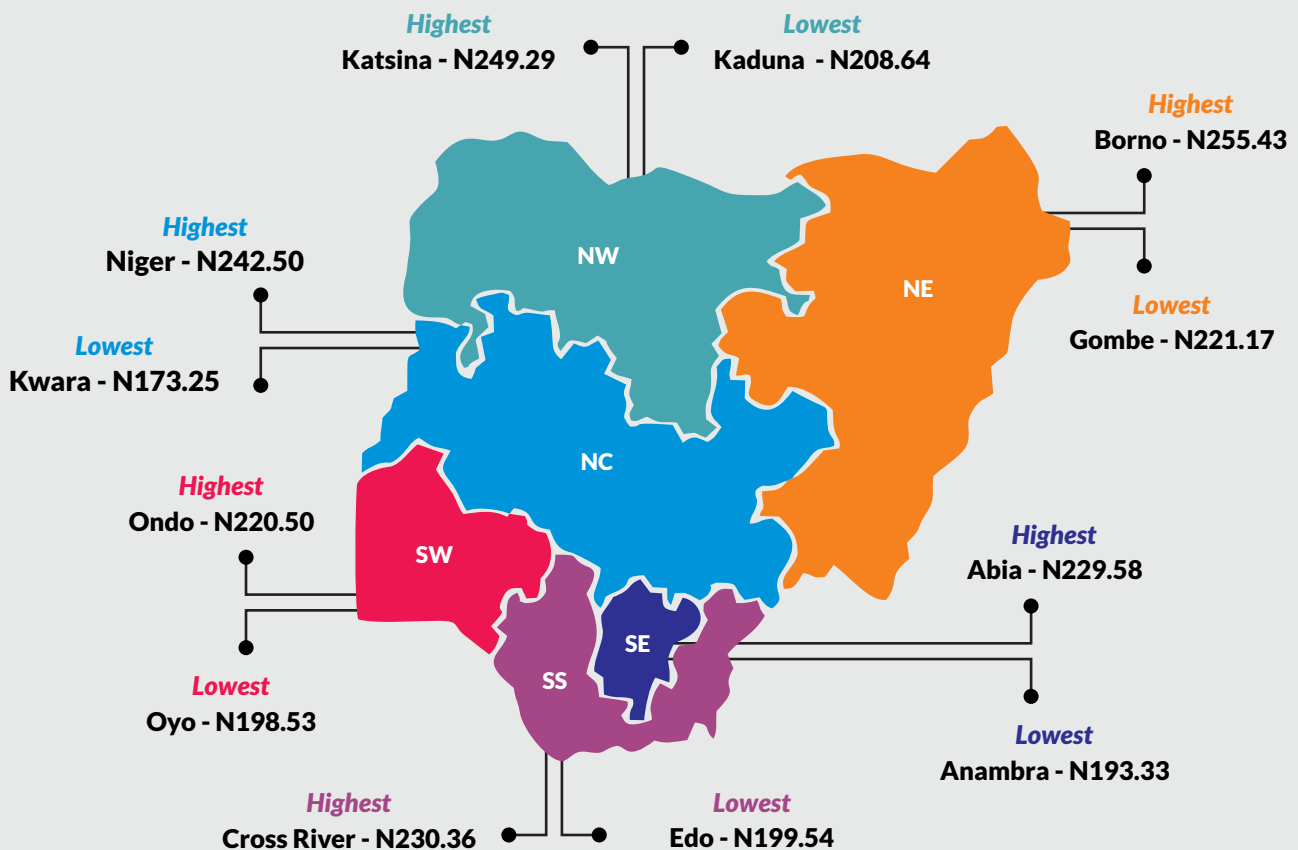 Highest
Katsina - N249.29
Lowest
Kaduna - N208.64
Highest
Borno - N255.43
Lowest
Gombe - N221.17
Highest
Niger - N242.50
Lowest
Kwara - N173.25
NW
NE
NC
SW
SE
SS
Highest
Ondo - N220.50
Lowest
Oyo - N198.53
Highest
Abia - N229.58
Lowest
Anambra - N193.33
Highest
Cross River - N230.36
Lowest
Edo - N199.54